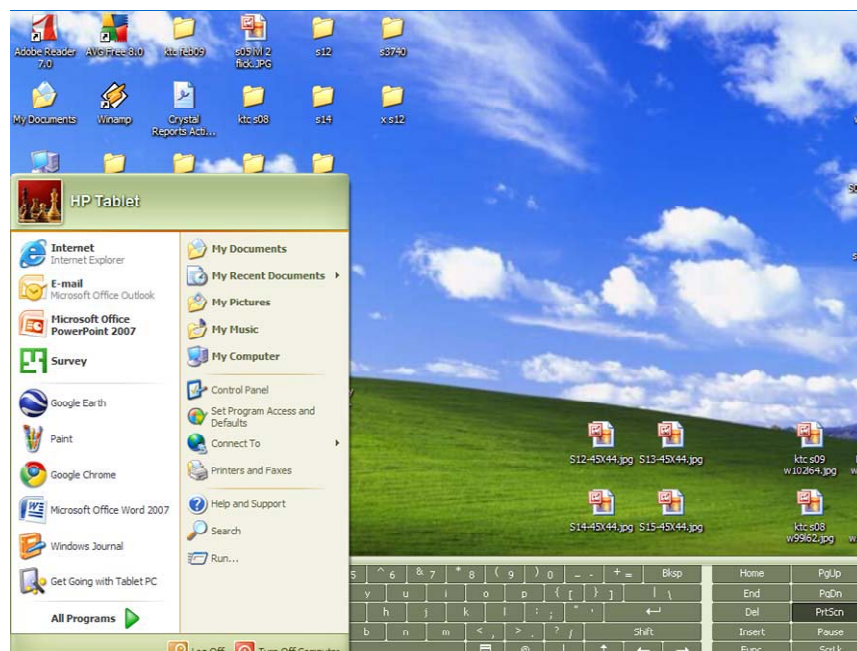 Adobe Reader 7.0
AVG Free 8.0
ktc feb09
s05 lvl 2 flick.JPG
s12
s3740
My Documents
Winamp
Crystal Reports Acti...
ktc s08
s14
x s12
HP Tablet
Internet
Internet Explorer
E-mail
Microsoft Office Outlook
Microsoft Office
PowerPoint 2007
Survey
Google Earth
Paint
Google Chrome
Microsoft Office Word 2007
Windows Journal
Get Going with Tablet PC
All Programs
My Documents
My Recent Documents
My Pictures
My Music
My Computer
Control Panel
Set Program Access and
Defaults
Connect To
Printers and Faxes
Help and Support
Search
Run...
Log Off
Turn Off Computer
S12-45X44.jpg
S13-45X44.jpg
ktc s09
w102l64.jpg
S14-45X44.jpg
S15-45X44.jpg
ktc s08
w99l62.jpg
5 ^ 6 & 7 * 8 ( 9 ) 0 _ - + = Bksp Home PgUp
y u i o p { [ } ] | \ End PgDn
h j k l : ; " ' Del PrtScn
b n m < , > . ? / Shift Insert Pause
Func ScrLk